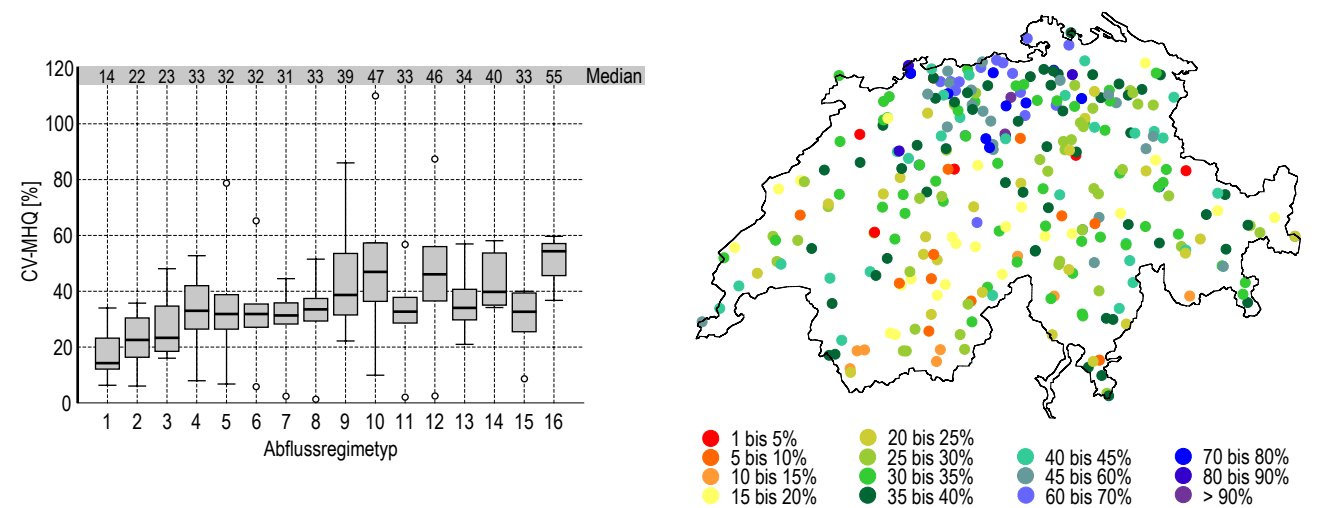 120 14 22 23 33 32 32 31 33 39 47 33 46 34 40 33 55 Median
100
80
60
40
20
0
CV-MHQ [%]
1 2 3 4 5 6 7 8 9 10 11 12 13 14 15 16
Abflussregimetyp
1 bis 5%
5 bis 10%
10 bis 15%
15 bis 20%
20 bis 25%
25 bis 30%
30 bis 35%
35 bis 40%
40 bis 45%
45 bis 60%
60 bis 70%
70 bis 80%
80 bis 90%
> 90%